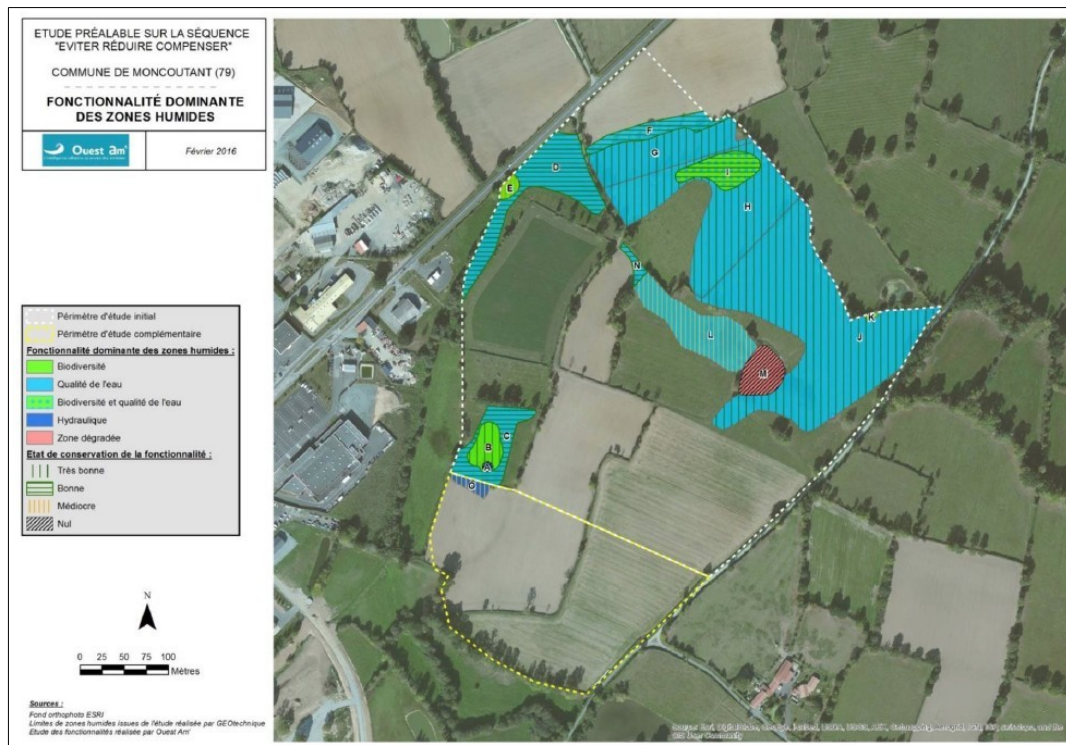 ETUDE PRÉALABLE SUR LA SÉQUENCE
"EVITER RÉDUIRE COMPENSER"
COMMUNE DE MONCOUTANT (79)
FONCTIONNALITÉ DOMINANTE
DES ZONES HUMIDES
Ouest am'
Février 2016
Périmètre d'étude initial
Périmètre d'étude complémentaire
Fonctionnalité dominante des zones humides :
Biodiversité
Qualité de l'eau
Biodiversité et qualité de l'eau
Hydraulique
Zone dégradée
Etat de conservation de la fonctionnalité :
Très bonne
Bonne
Médiocre
Nul
N
0 25 50 75 100
Mètres
Sources :
Fond orthophoto ESRI
Limites de zones humides issues de l'étude réalisée par GEOtechnique
Etude des fonctionnalités réalisée par Ouest Am'
F
G
D
I
E
H
N
K
L
J
M
C
B
A
O